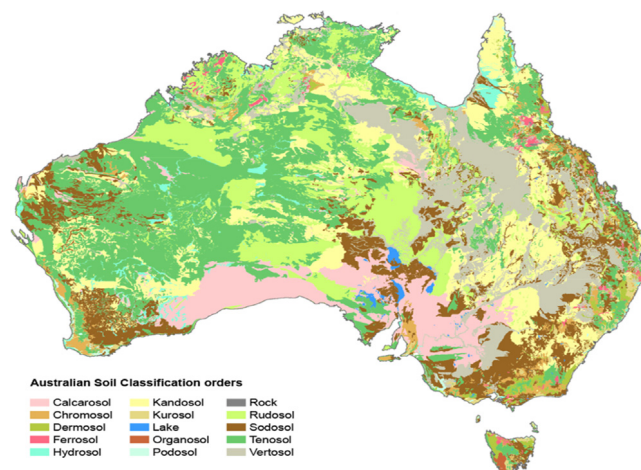 Australian Soil Classification orders
Calcarosol
Chromosol
Dermosol
Ferrosol
Hydrosol
Kandosol
Kurosol
Lake
Organosol
Podosol
Rock
Rudosol
Sodosol
Tenosol
Vertosol